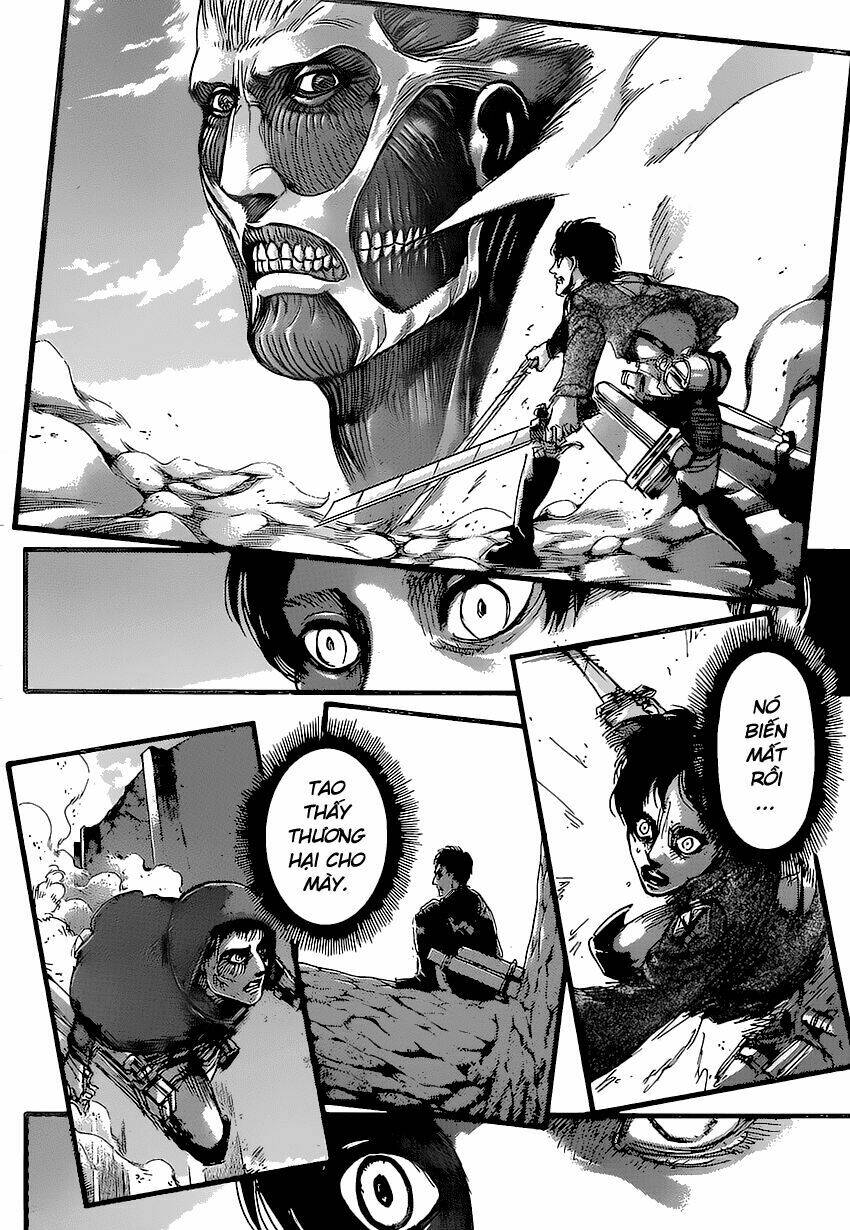 NÓ
BIẾN
MẤT
RỒI
...
TAO
THẤY
THƯƠNG
HẠI CHO
MÀY.